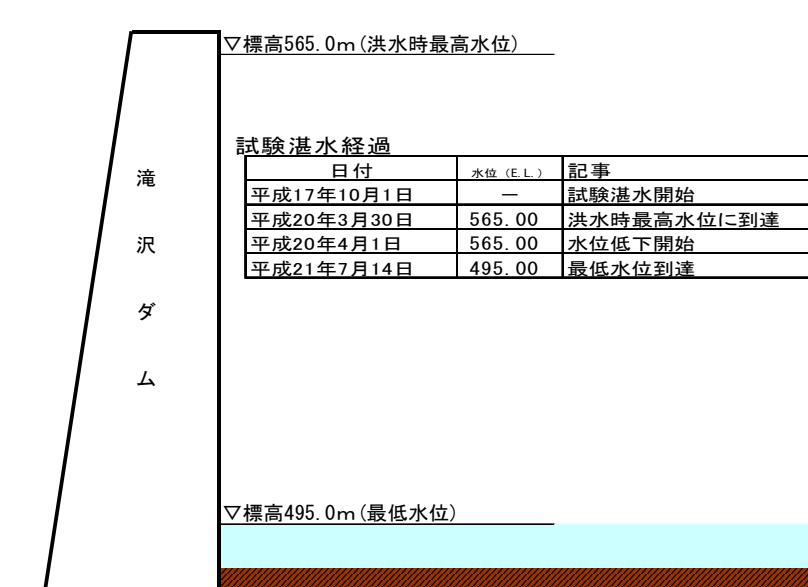 ▽標高565.0m(洪水時最高水位)
試験湛水経過
日付 水位 (E.L.) 記事
平成17年10月1日 ― 試験湛水開始
平成20年3月30日 565.00 洪水時最高水位に到達
平成20年4月1日 565.00 水位低下開始
平成21年7月14日 495.00 最低水位到達
滝沢ダム
▽標高495.0m(最低水位)